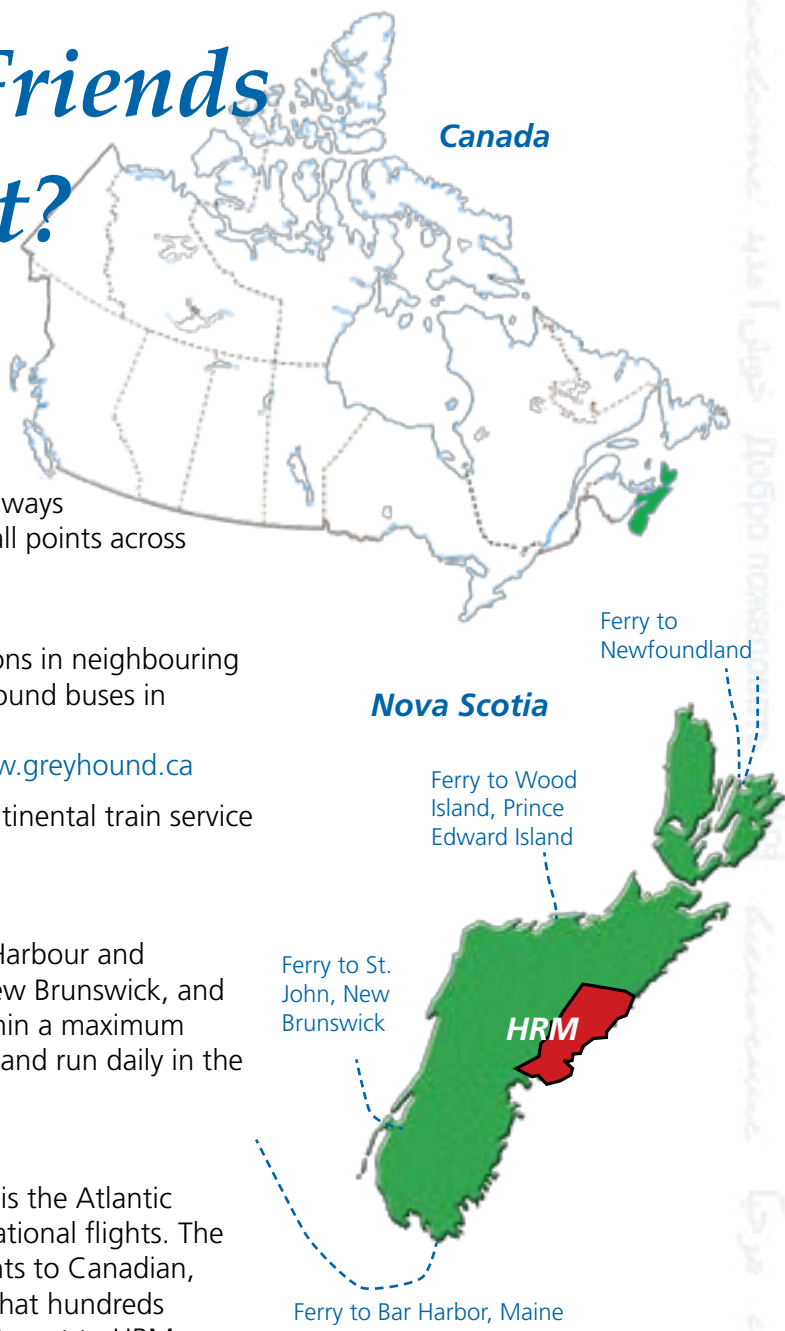 Friends
t?
Canada
ways
all points across
ons in neighbouring
ound buses in
w.greyhound.ca
tinental train service
Harbour and
ew Brunswick, and
hin a maximum
and run daily in the
is the Atlantic
ational flights. The
nts to Canadian,
hat hundreds
Nova Scotia
Ferry to
Newfoundland
Ferry to Wood
Island, Prince
Edward Island
Ferry to St.
John, New
Brunswick
HRM
Ferry to Bar Harbor, Maine
Добро пожаловать